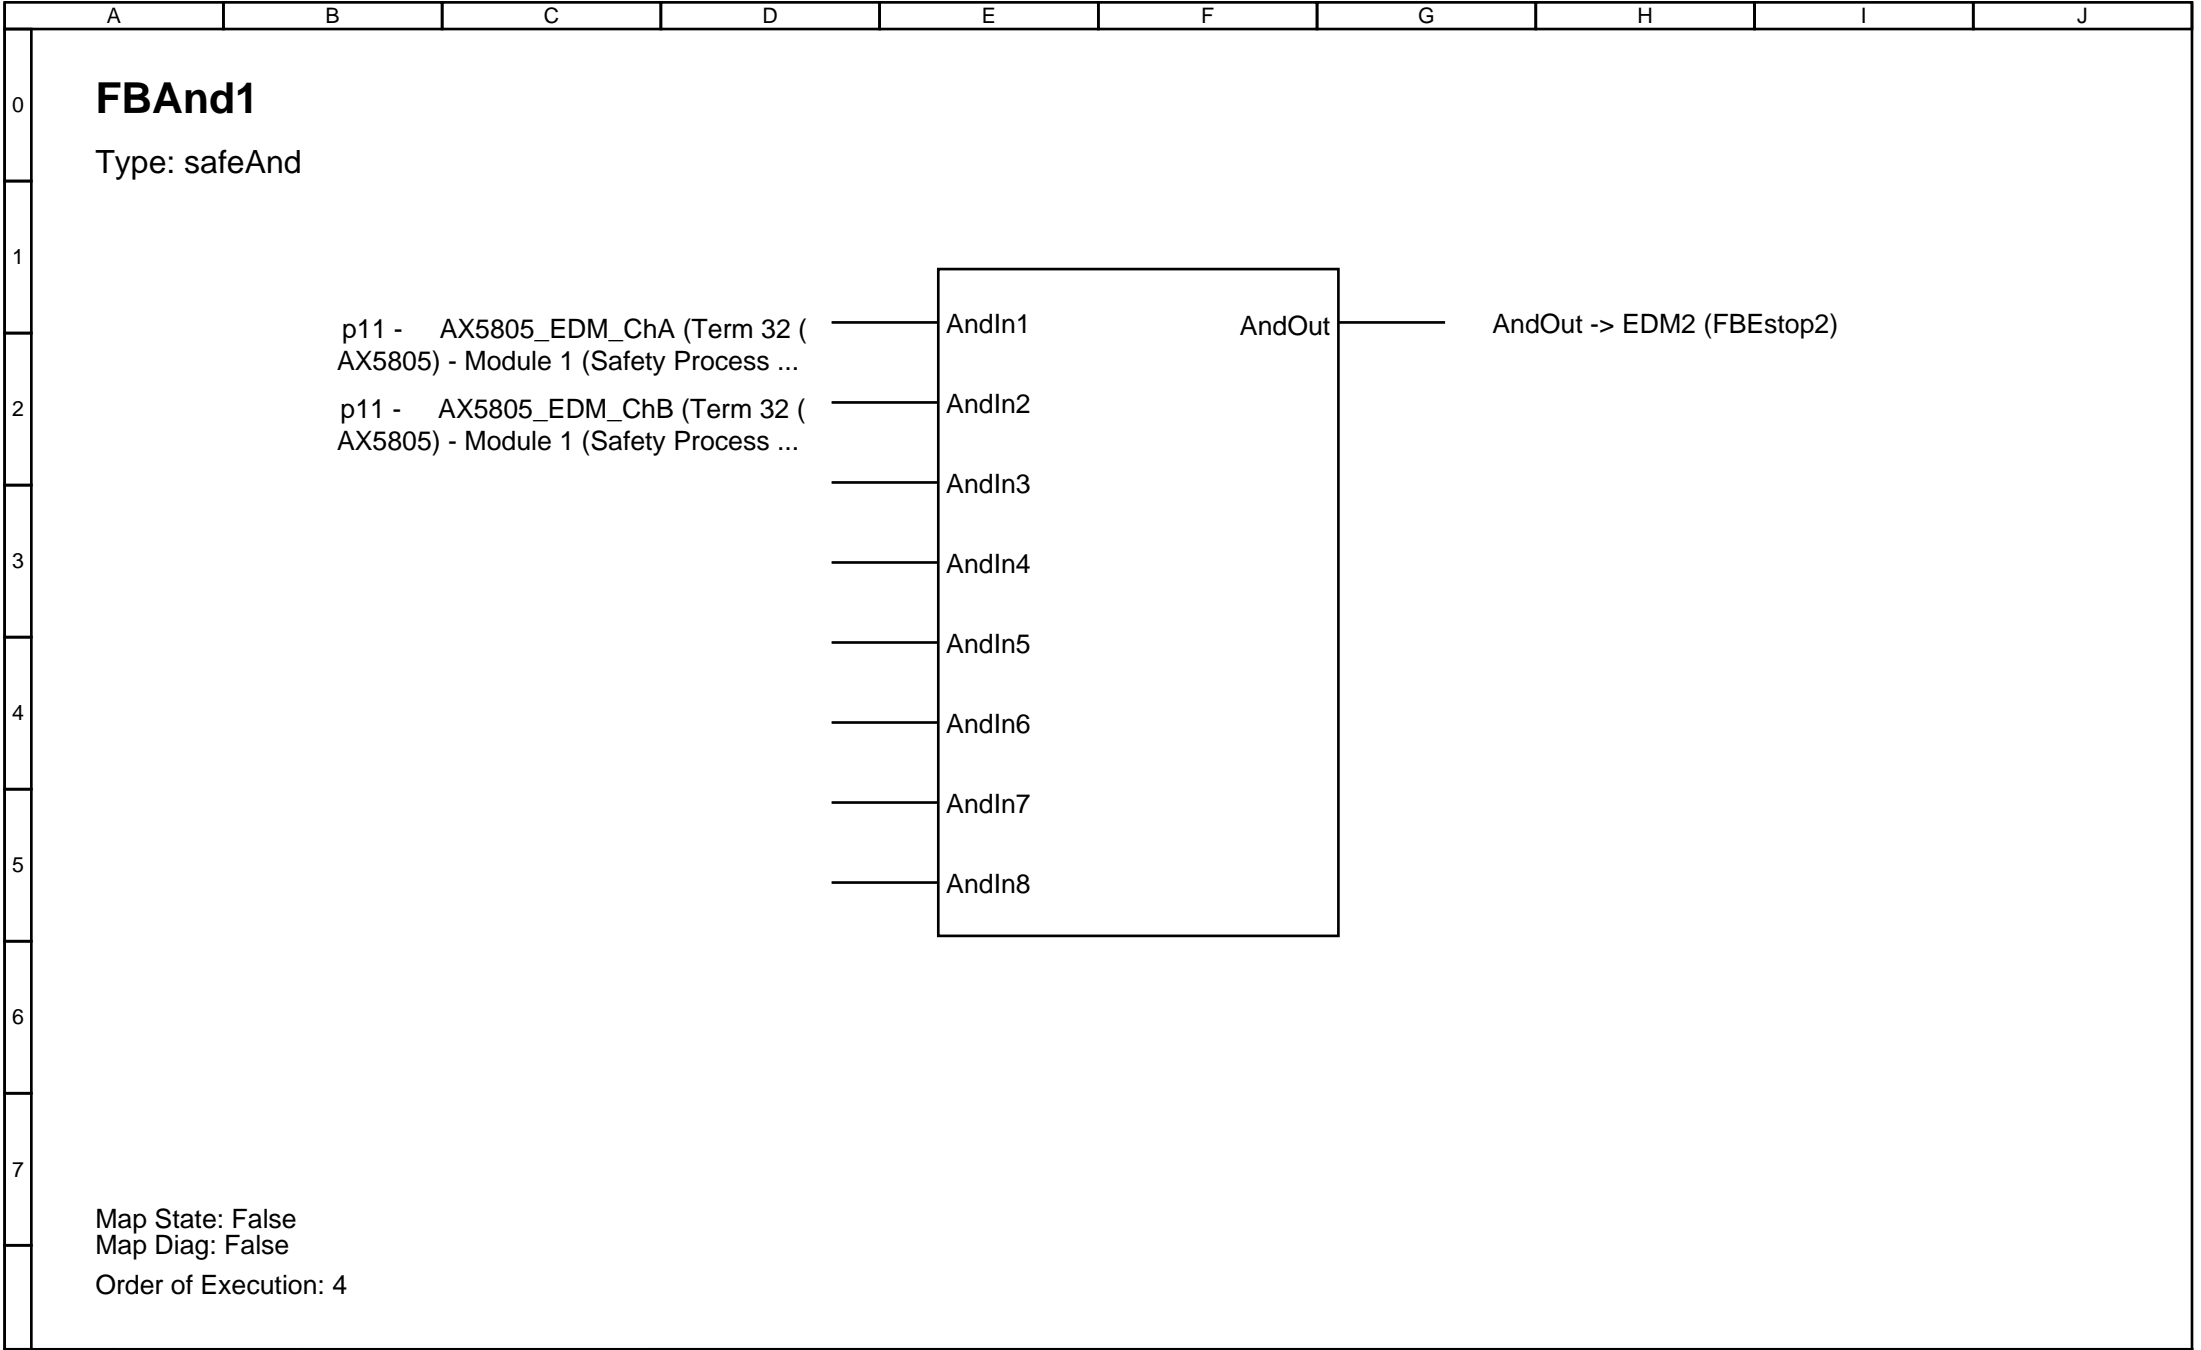 A B C D E F G H I J
0
FBAnd1
Type: safeAnd
1
p11 - AX5805_EDM_ChA (Term 32 (
AX5805) - Module 1 (Safety Process ...
AndIn1
AndOut
AndOut -> EDM2 (FBEstop2)
2
p11 - AX5805_EDM_ChB (Term 32 (
AX5805) - Module 1 (Safety Process ...
AndIn2
AndIn3
3
AndIn4
AndIn5
4
AndIn6
AndIn7
5
AndIn8
6
7
Map State: False
Map Diag: False
Order of Execution: 4